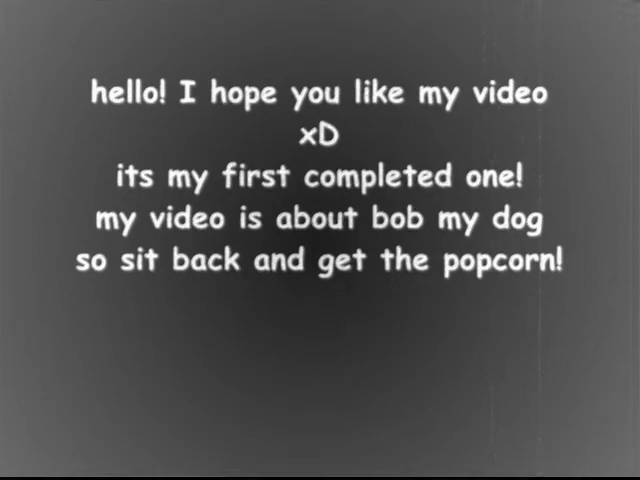 hello! I hope you like my video
xD
its my first completed one!
my video is about bob my dog
so sit back and get the popcorn!